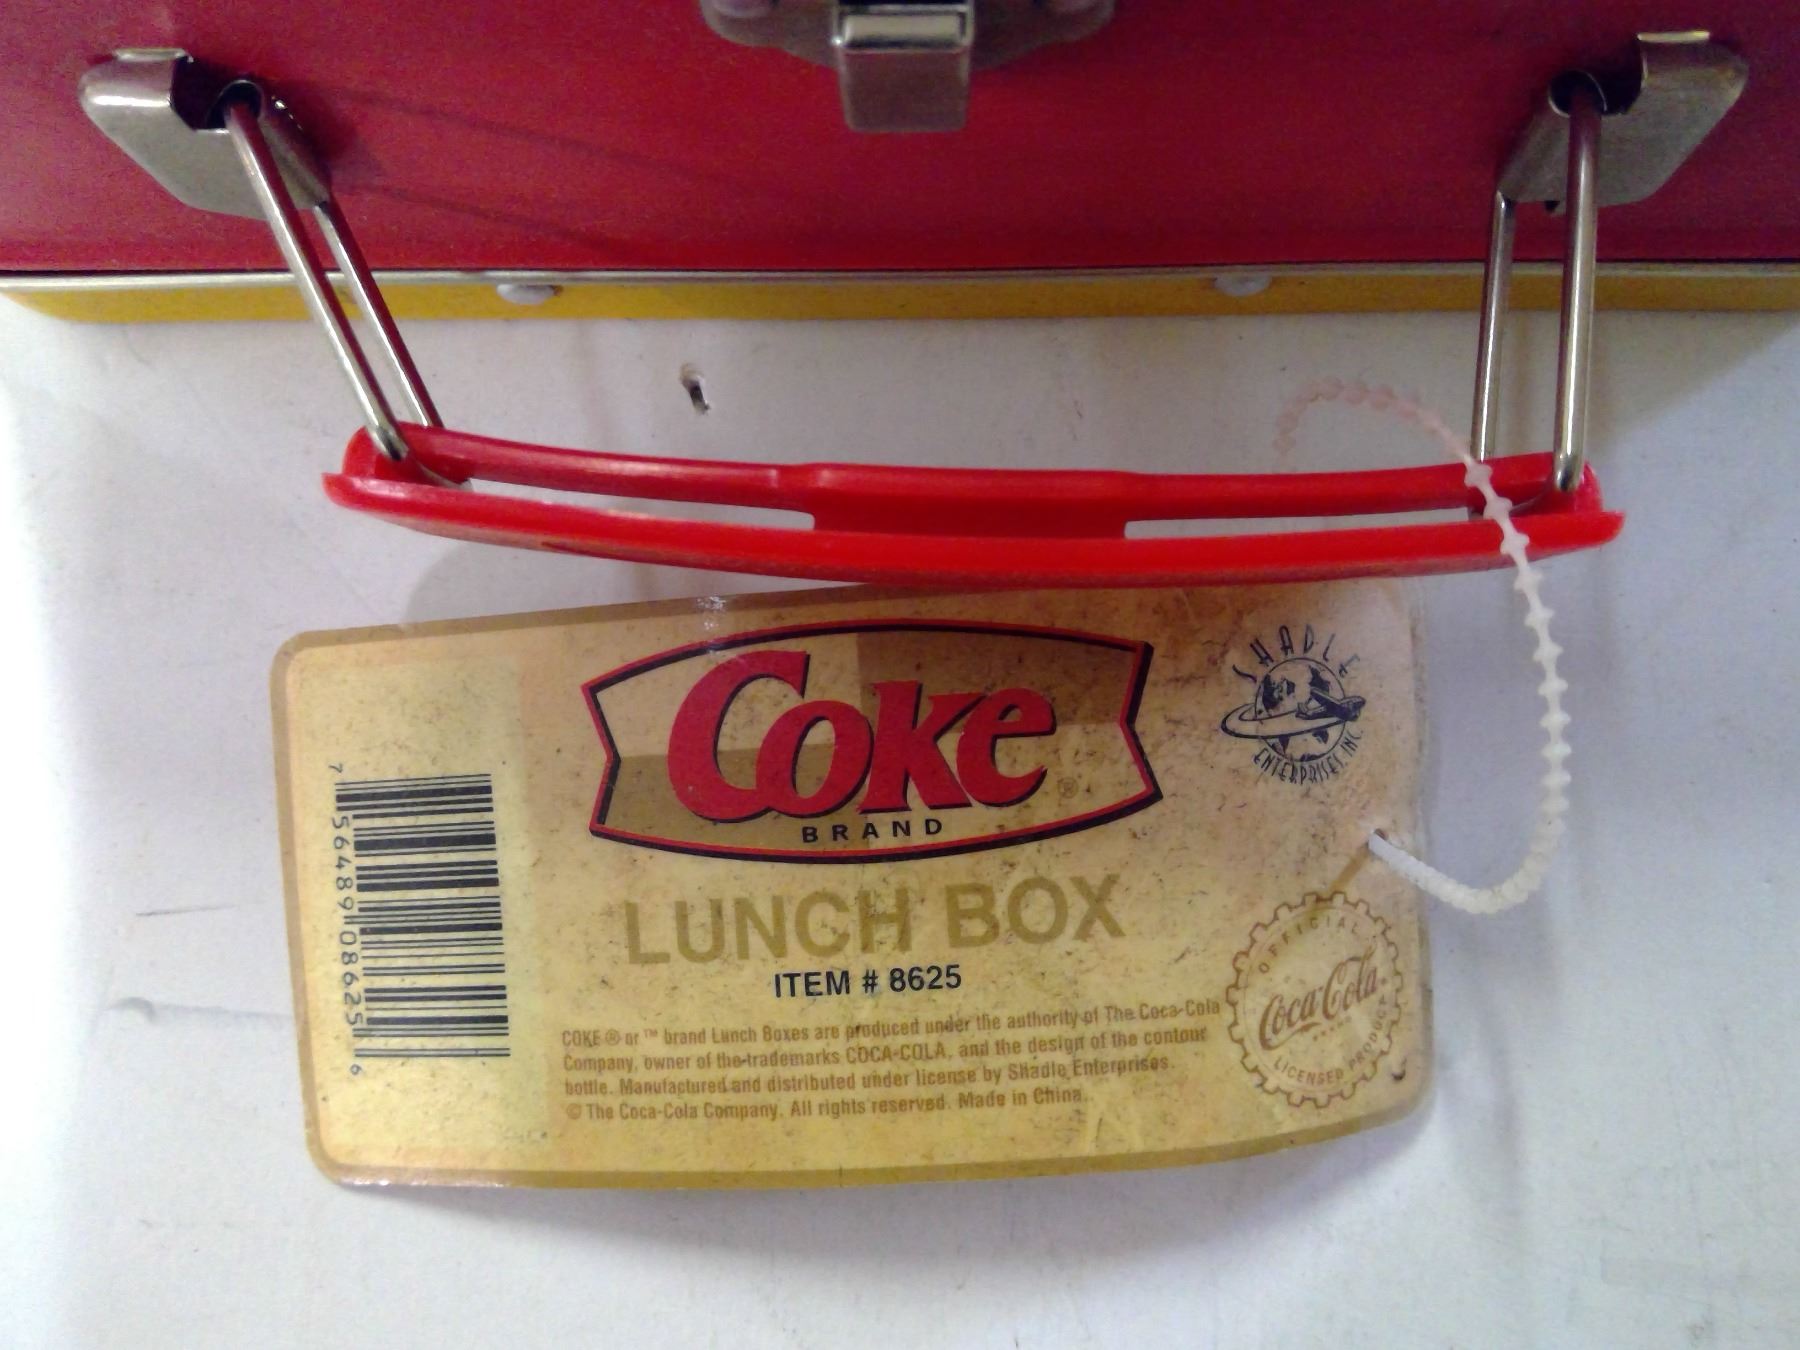 Coke ®
BRAND
SHADLE
ENTERPRISES, INC.
LUNCH BOX
ITEM # 8625
COKE ® or ™ brand Lunch Boxes are produced under the authority of The Coca-Cola
Company, owner of the trademarks COCA-COLA, and the design of the contour
bottle. Manufactured and distributed under license by Shadle Enterprises.
© The Coca-Cola Company. All rights reserved. Made in China.
OFFICIAL
Coca-Cola
BRAND
LICENSED PRODUCT
7 56489 08625 6